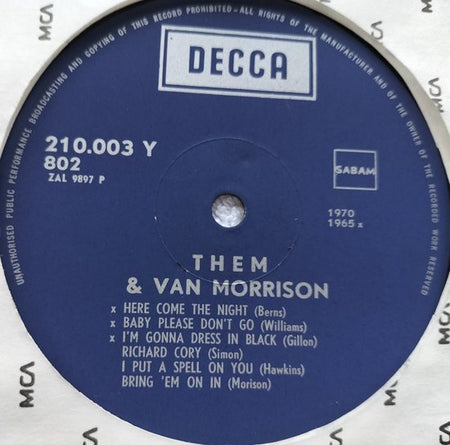 UNAUTHORISED PUBLIC PERFORMANCE BROADCASTING AND COPYING OF THIS RECORD PROHIBITED-ALL RIGHTS OF THE MANUFACTURER AND OF THE OWNER OF THE RECORDED WORK RESERVED
DECCA
210.003 Y
802
ZAL 9897 P
SABAM
1970
1965 x
THEM
& VAN MORRISON
x HERE COME THE NIGHT (Berns)
x BABY PLEASE DON'T GO (Williams)
x I'M GONNA DRESS IN BLACK (Gillon)
RICHARD CORY (Simon)
I PUT A SPELL ON YOU (Hawkins)
BRING 'EM ON IN (Morison)
MCA
MCA
MCA
MCA
MCA
MCA